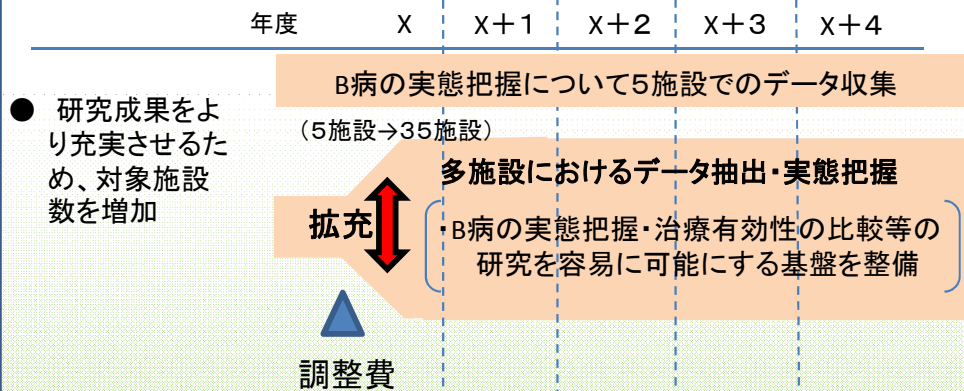 年度 X X＋1 X＋2 X＋3 X＋4
B病の実態把握について5施設でのデータ収集
● 研究成果をよ
り充実させるた
め、対象施設
数を増加
（5施設→35施設）
多施設におけるデータ抽出・実態把握
拡充
・B病の実態把握・治療有効性の比較等の
研究を容易に可能にする基盤を整備
調整費